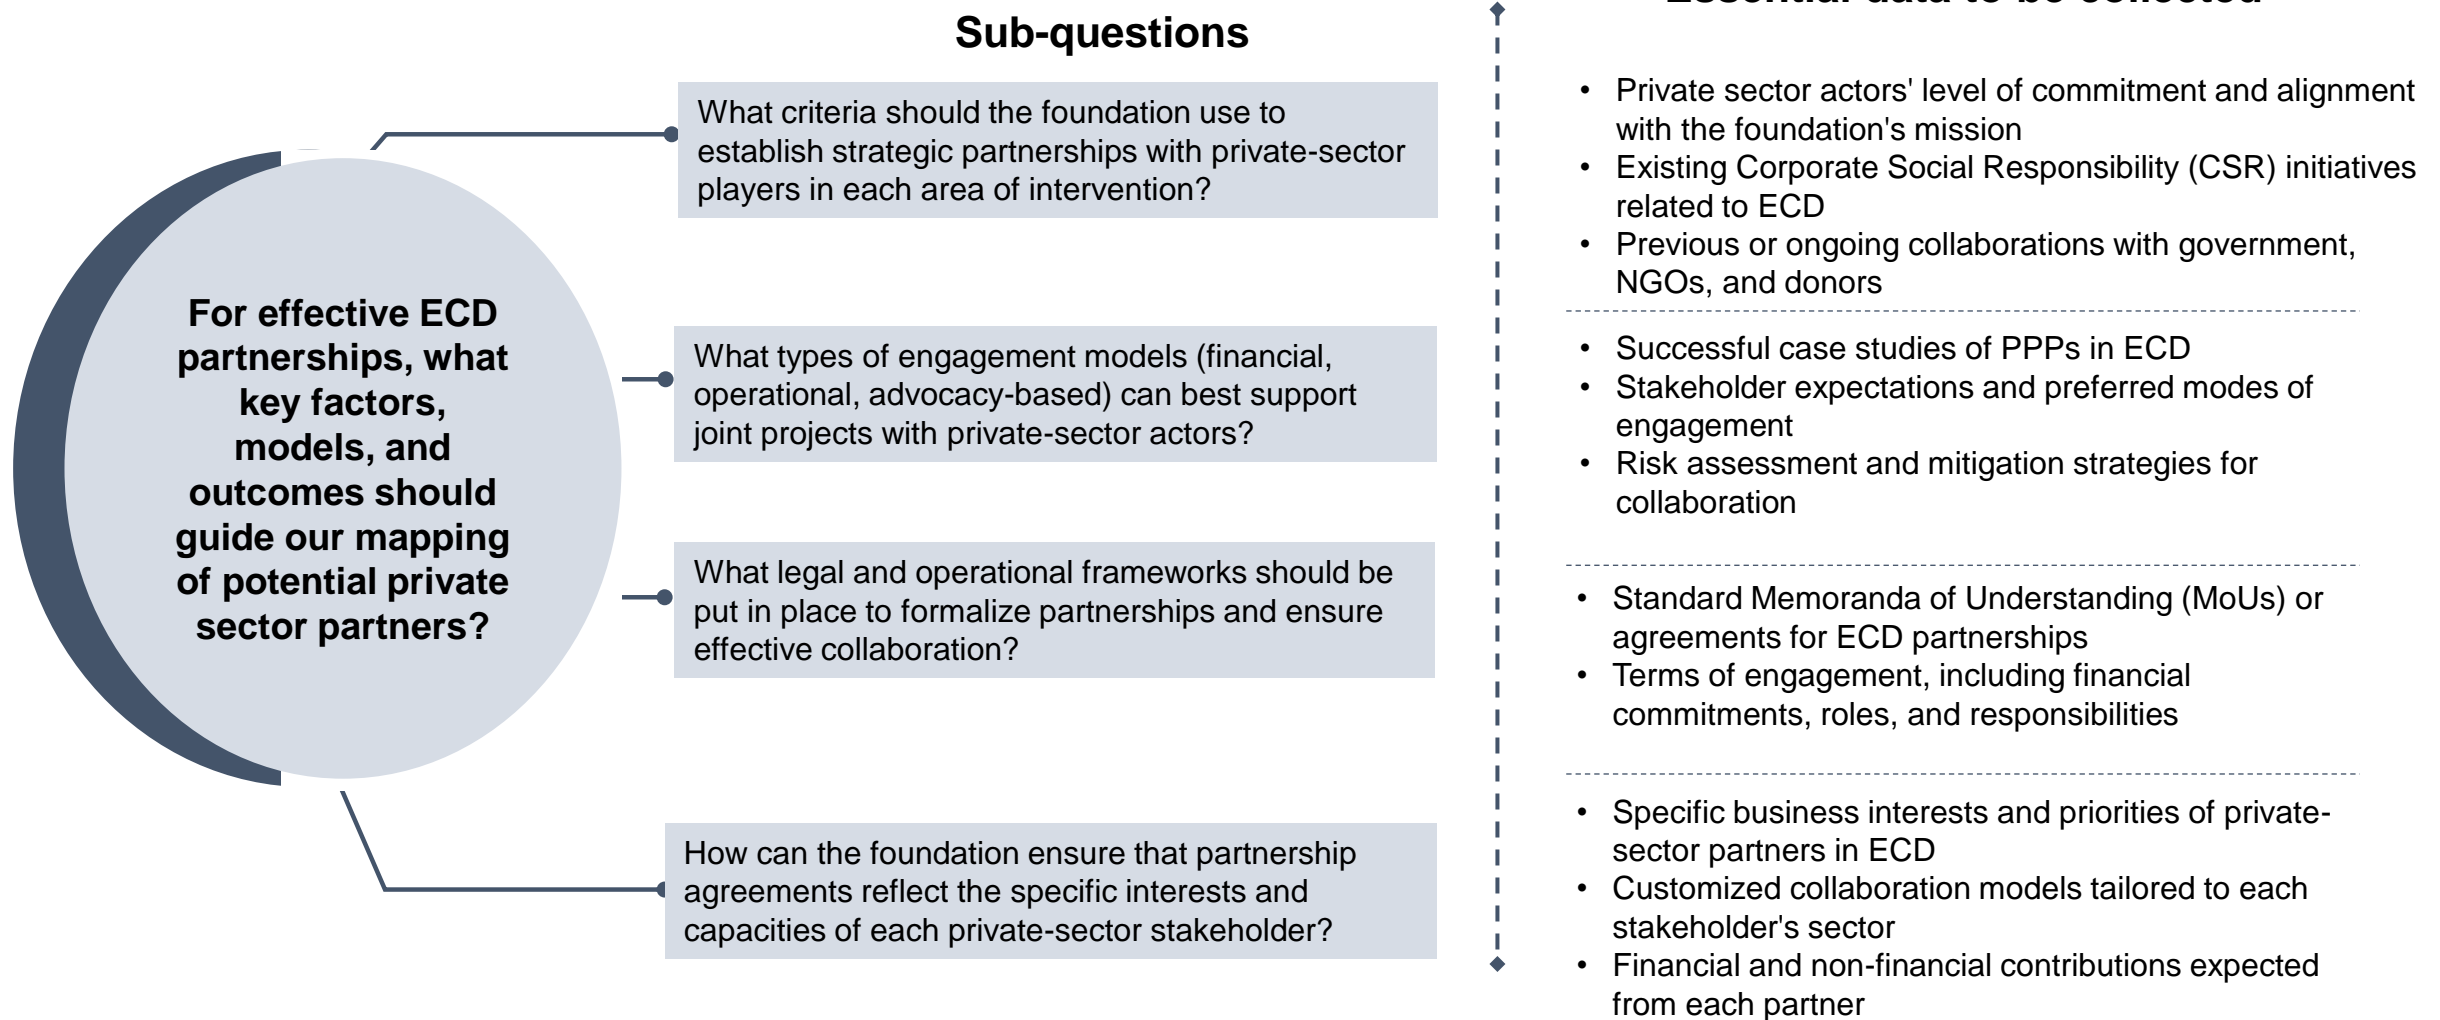 Essential data to be collected
Sub-questions
For effective ECD
partnerships, what
key factors,
models, and
outcomes should
guide our mapping
of potential private
sector partners?
What criteria should the foundation use to
establish strategic partnerships with private-sector
players in each area of intervention?
What types of engagement models (financial,
operational, advocacy-based) can best support
joint projects with private-sector actors?
What legal and operational frameworks should be
put in place to formalize partnerships and ensure
effective collaboration?
How can the foundation ensure that partnership
agreements reflect the specific interests and
capacities of each private-sector stakeholder?
• Private sector actors' level of commitment and alignment
with the foundation's mission
• Existing Corporate Social Responsibility (CSR) initiatives
related to ECD
• Previous or ongoing collaborations with government,
NGOs, and donors
• Successful case studies of PPPs in ECD
• Stakeholder expectations and preferred modes of
engagement
• Risk assessment and mitigation strategies for
collaboration
• Standard Memoranda of Understanding (MoUs) or
agreements for ECD partnerships
• Terms of engagement, including financial
commitments, roles, and responsibilities
• Specific business interests and priorities of private-
sector partners in ECD
• Customized collaboration models tailored to each
stakeholder's sector
• Financial and non-financial contributions expected
from each partner